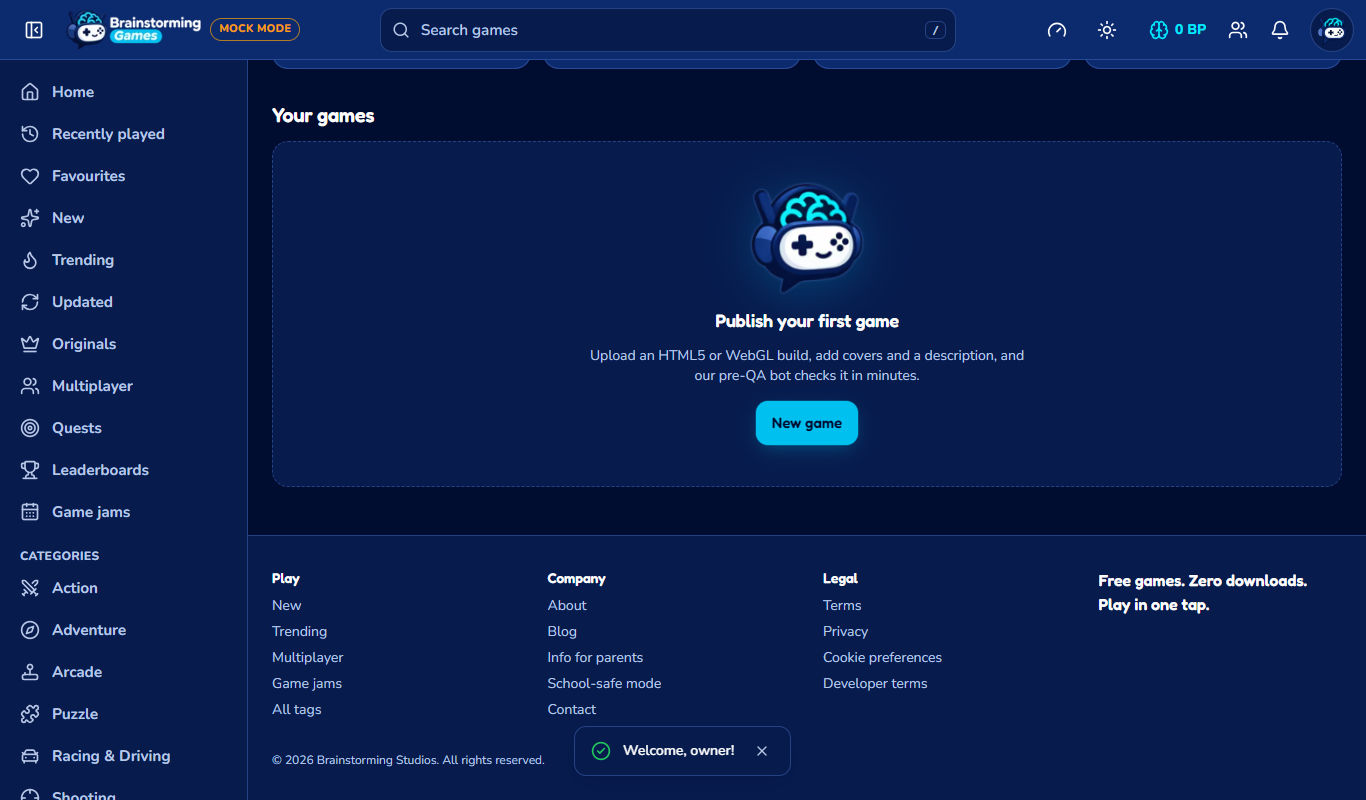 Brainstorming
Games
MOCK MODE
Search games
/
0 BP
Home
Recently played
Favourites
New
Trending
Updated
Originals
Multiplayer
Quests
Leaderboards
Game jams
CATEGORIES
Action
Adventure
Arcade
Puzzle
Racing & Driving
Shooting
Your games
Publish your first game
Upload an HTML5 or WebGL build, add covers and a description, and
our pre-QA bot checks it in minutes.
New game
Play
New
Trending
Multiplayer
Game jams
All tags
Company
About
Blog
Info for parents
School-safe mode
Contact
Legal
Terms
Privacy
Cookie preferences
Developer terms
Free games. Zero downloads.
Play in one tap.
© 2026 Brainstorming Studios. All rights reserved.
Welcome, owner!